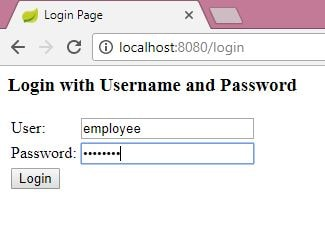 Login Page
localhost:8080/login
Login with Username and Password
User: employee
Password: ••••••••
Login